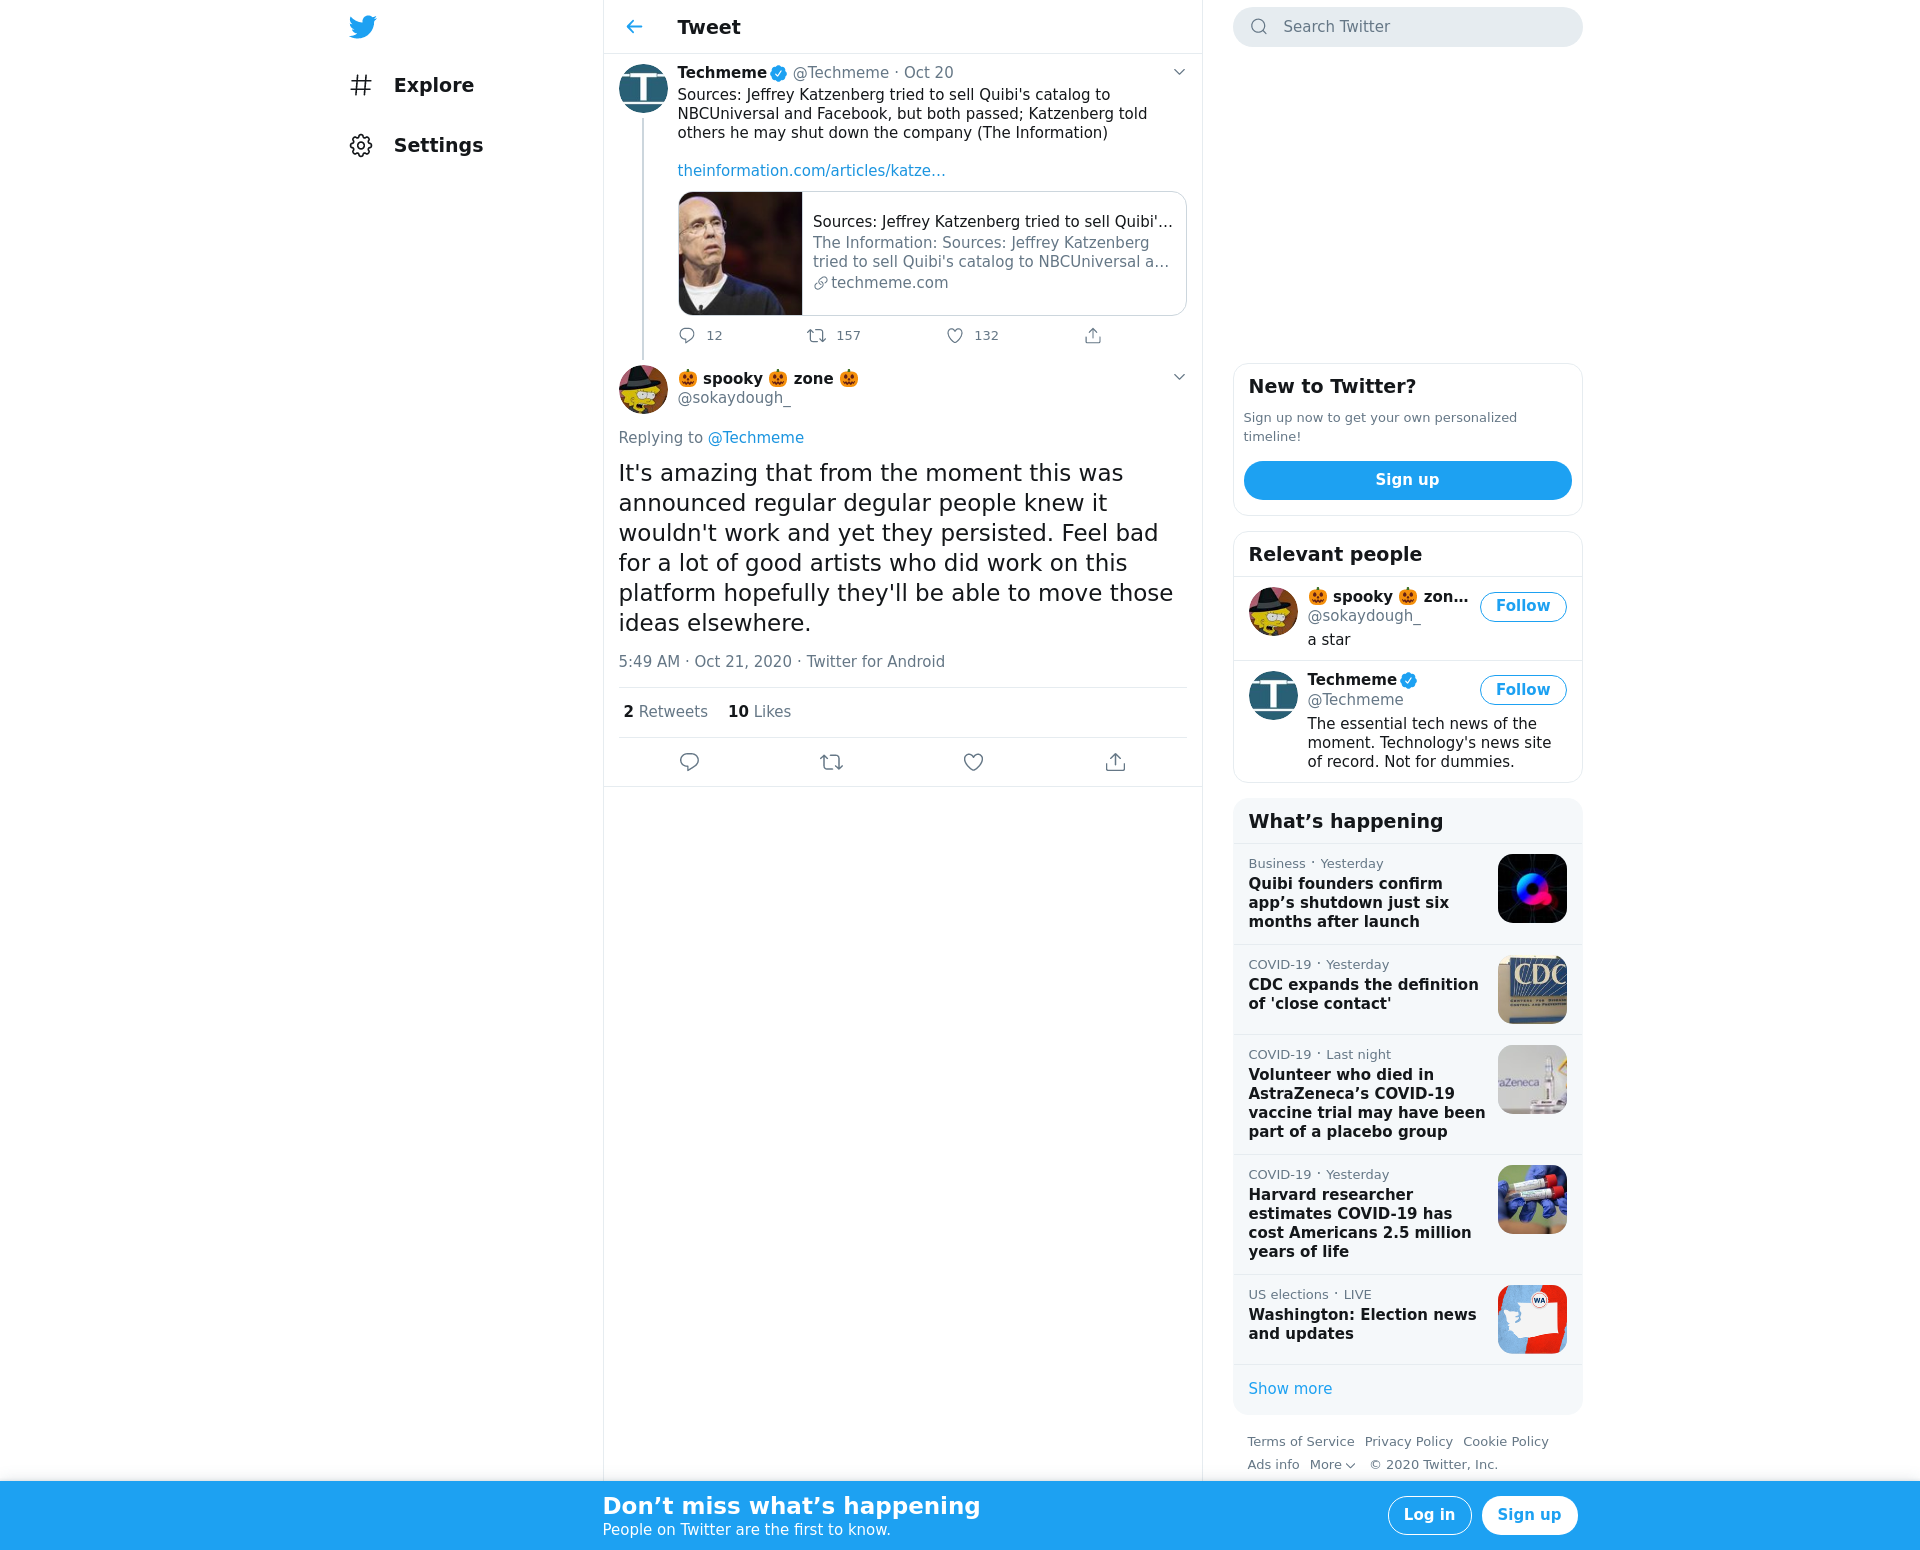 Tweet
Search Twitter
Explore
Settings
Techmeme @Techmeme · Oct 20
Sources: Jeffrey Katzenberg tried to sell Quibi's catalog to
NBCUniversal and Facebook, but both passed; Katzenberg told
others he may shut down the company (The Information)
theinformation.com/articles/katze…
Sources: Jeffrey Katzenberg tried to sell Quibi'…
The Information: Sources: Jeffrey Katzenberg
tried to sell Quibi's catalog to NBCUniversal a…
techmeme.com
12 157 132
🎃 spooky 🎃 zone 🎃
@sokaydough_
Replying to @Techmeme
It's amazing that from the moment this was
announced regular degular people knew it
wouldn't work and yet they persisted. Feel bad
for a lot of good artists who did work on this
platform hopefully they'll be able to move those
ideas elsewhere.
5:49 AM · Oct 21, 2020 · Twitter for Android
2 Retweets 10 Likes
New to Twitter?
Sign up now to get your own personalized
timeline!
Sign up
Relevant people
🎃 spooky 🎃 zon…
@sokaydough_
Follow
a star
Techmeme
@Techmeme
Follow
The essential tech news of the
moment. Technology's news site
of record. Not for dummies.
What’s happening
Business · Yesterday
Quibi founders confirm
app’s shutdown just six
months after launch
COVID-19 · Yesterday
CDC expands the definition
of 'close contact'
CDC
COVID-19 · Last night
Volunteer who died in
AstraZeneca’s COVID-19
vaccine trial may have been
part of a placebo group
raZeneca
COVID-19 · Yesterday
Harvard researcher
estimates COVID-19 has
cost Americans 2.5 million
years of life
US elections · LIVE
Washington: Election news
and updates
WA
Show more
Terms of Service Privacy Policy Cookie Policy
Ads info More © 2020 Twitter, Inc.
Don’t miss what’s happening
People on Twitter are the first to know.
Log in
Sign up